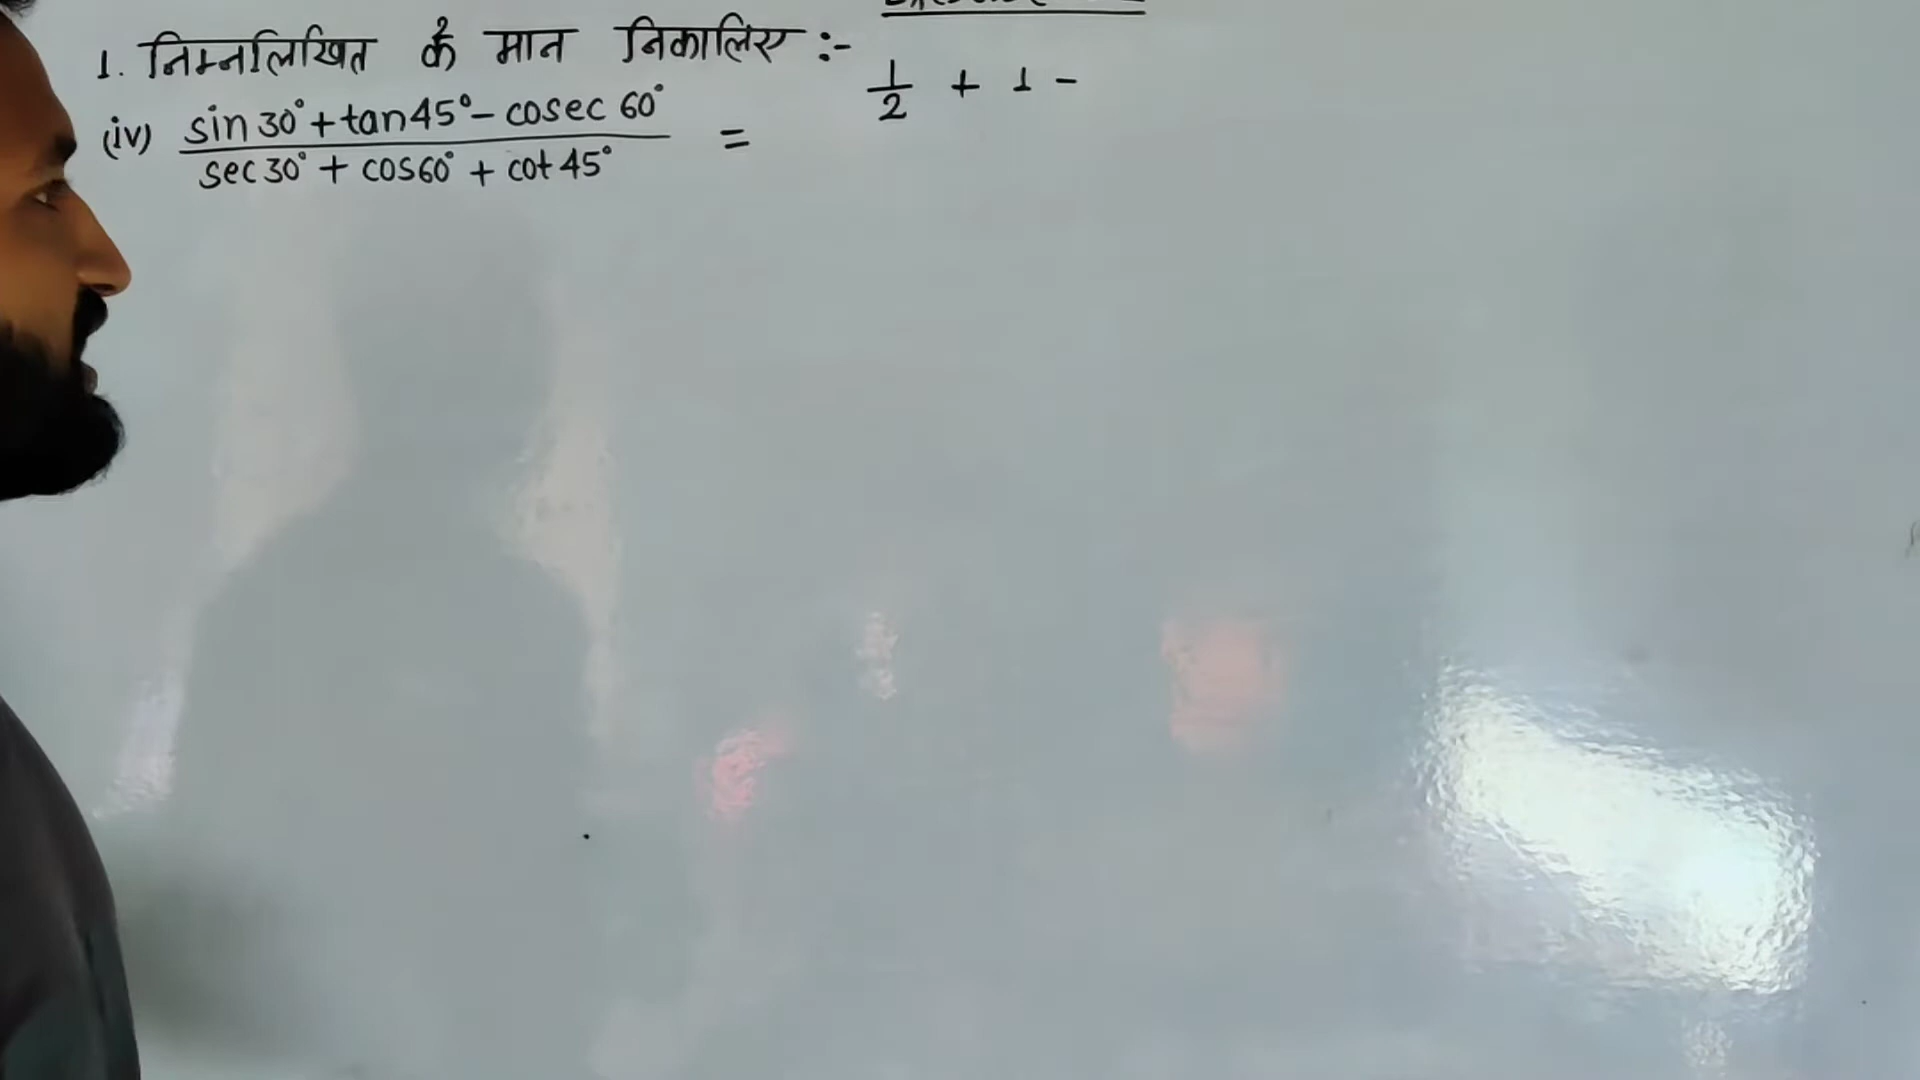 1. निम्नलिखित के मान निकालिए :-
(iv) sin 30° + tan 45° - cosec 60° / sec 30° + cos 60° + cot 45° = 1/2 + 1 -